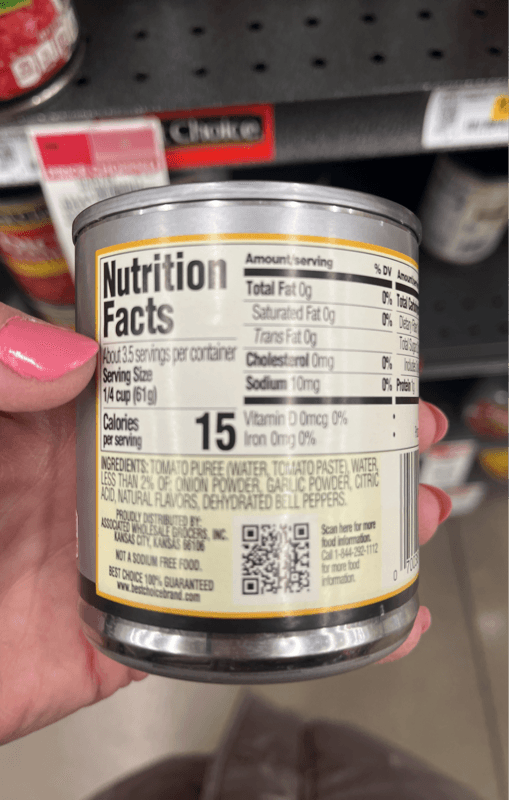 Choice
Nutrition
Facts
About 3.5 servings per container
Serving Size
1/4 cup (61g)
Calories
per serving
15
Amount/serving % DV
Total Fat 0g 0%
Saturated Fat 0g 0%
Trans Fat 0g
Cholesterol 0mg 0%
Sodium 10mg 0%
Vitamin D 0mcg 0% •
Iron 0mg 0% •
Total
Total
Protein 1g
INGREDIENTS: TOMATO PUREE (WATER, TOMATO PASTE), WATER,
LESS THAN 2% OF: ONION POWDER, GARLIC POWDER, CITRIC
ACID, NATURAL FLAVORS, DEHYDRATED BELL PEPPERS.
PROUDLY DISTRIBUTED BY:
ASSOCIATED WHOLESALE GROCERS, INC.
KANSAS CITY, KANSAS 66106
NOT A SODIUM FREE FOOD.
BEST CHOICE 100% GUARANTEED
www.bestchoicebrand.com
Scan here for more
food information.
Call 1-844-292-1112
for more food
information.